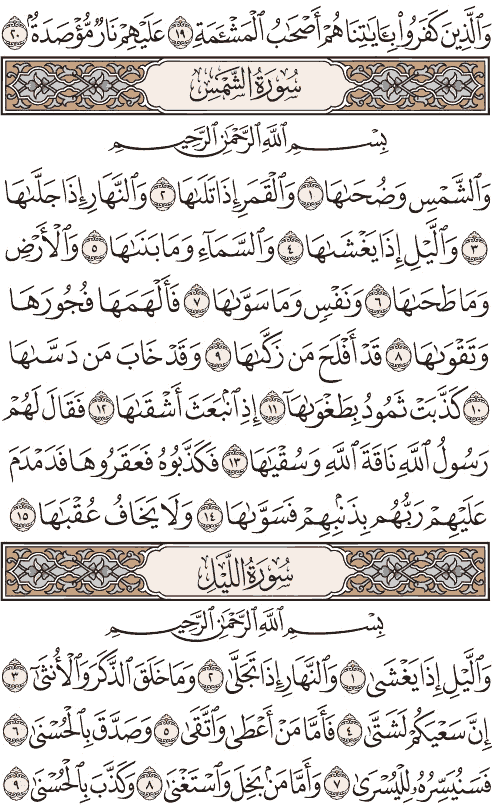 وَٱلَّذِينَ كَفَرُوا۟ بِـَٔايَـٰتِنَا هُمْ أَصْحَـٰبُ ٱلْمَشْـَٔمَةِ ١٩ عَلَيْهِمْ نَارٌ مُّؤْصَدَةٌۢ ٢٠
سُورَةُ الشَّمْسِ
بِسْمِ ٱللَّهِ ٱلرَّحْمَـٰنِ ٱلرَّحِيمِ
وَٱلشَّمْسِ وَضُحَىٰهَا ١ وَٱلْقَمَرِ إِذَا تَلَىٰهَا ٢ وَٱلنَّهَارِ إِذَا جَلَّىٰهَا
٣ وَٱلَّيْلِ إِذَا يَغْشَىٰهَا ٤ وَٱلسَّمَآءِ وَمَا بَنَىٰهَا ٥ وَٱلْأَرْضِ
وَمَا طَحَىٰهَا ٦ وَنَفْسٍ وَمَا سَوَّىٰهَا ٧ فَأَلْهَمَهَا فُجُورَهَا
وَتَقْوَىٰهَا ٨ قَدْ أَفْلَحَ مَن زَكَّىٰهَا ٩ وَقَدْ خَابَ مَن دَسَّىٰهَا
١٠ كَذَّبَتْ ثَمُودُ بِطَغْوَىٰهَآ ١١ إِذِ ٱنۢبَعَثَ أَشْقَىٰهَا ١٢ فَقَالَ لَهُمْ
رَسُولُ ٱللَّهِ نَاقَةَ ٱللَّهِ وَسُقْيَـٰهَا ١٣ فَكَذَّبُوهُ فَعَقَرُوهَا فَدَمْدَمَ
عَلَيْهِمْ رَبُّهُم بِذَنۢبِهِمْ فَسَوَّىٰهَا ١٤ وَلَا يَخَافُ عُقْبَـٰهَا ١٥
سُورَةُ اللَّيْلِ
بِسْمِ ٱللَّهِ ٱلرَّحْمَـٰنِ ٱلرَّحِيمِ
وَٱلَّيْلِ إِذَا يَغْشَىٰ ١ وَٱلنَّهَارِ إِذَا تَجَلَّىٰ ٢ وَمَا خَلَقَ ٱلذَّكَرَ وَٱلْأُنثَىٰٓ ٣
إِنَّ سَعْيَكُمْ لَشَتَّىٰ ٤ فَأَمَّا مَنْ أَعْطَىٰ وَٱتَّقَىٰ ٥ وَصَدَّقَ بِٱلْحُسْنَىٰ ٦
فَسَنُيَسِّرُهُۥ لِلْيُسْرَىٰ ٧ وَأَمَّا مَنۢ بَخِلَ وَٱسْتَغْنَىٰ ٨ وَكَذَّبَ بِٱلْحُسْنَىٰ ٩